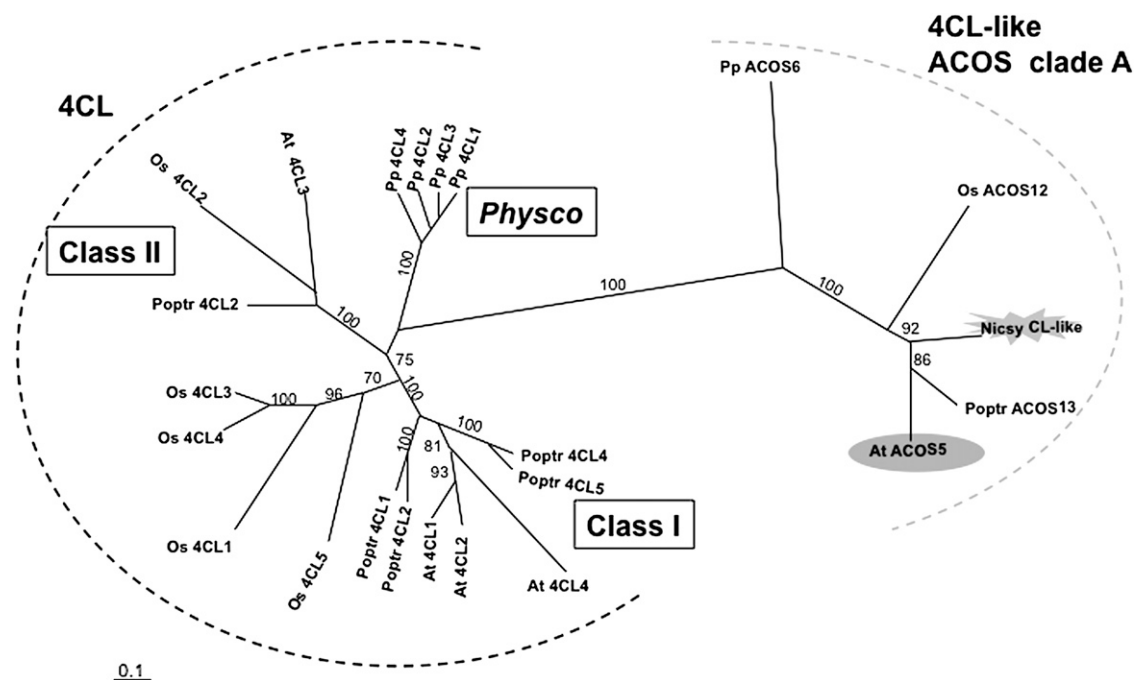 4CL-like
ACOS clade A
Pp ACOS6
4CL
Pp 4CL4
Pp 4CL2
Pp 4CL3
Pp 4CL1
At 4CL3
Os 4CL2
Os ACOS12
Physco
Class II
100
100
100
Poptr 4CL2
100
92
Nicsy CL-like
75
86
70
100
Os 4CL3
100
96
Poptr ACOS13
100
Os 4CL4
100
81
At ACOS5
Poptr 4CL4
93
Poptr 4CL5
Class I
Poptr 4CL1
Poptr 4CL2
At 4CL1
At 4CL2
Os 4CL1
Os 4CL5
At 4CL4
0.1